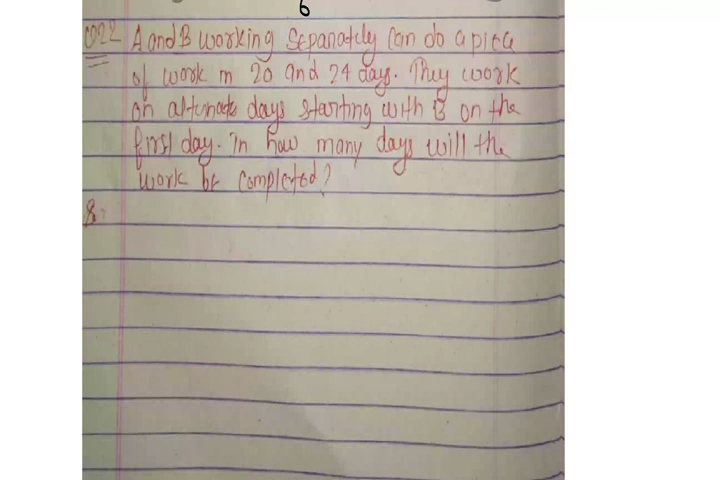 6
Q22 A and B working separately can do a piece
of work in 20 and 24 days. They work
on alternate days starting with B on the
first day. In how many days will the
work be completed?
S: